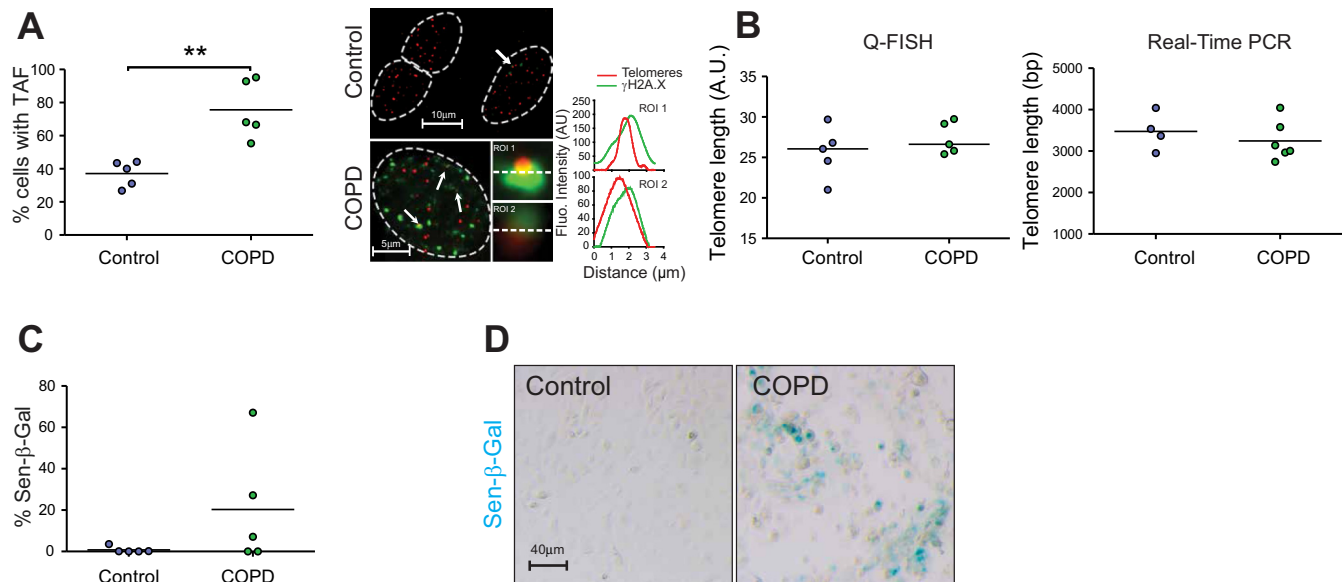 A
**
% cells with TAF
100
80
60
40
20
0
Control
COPD
Control
10µm
COPD
5µm
ROI 1
ROI 2
Telomeres
γH2A.X
Fluo. Intensity (AU)
ROI 1
250
200
150
100
50
0
ROI 2
100
80
60
40
20
0
0 1 2 3 4
Distance (µm)
B
Q-FISH
Telomere length (A.U.)
35
30
25
20
15
Control
COPD
Real-Time PCR
Telomere length (bp)
5000
4000
3000
2000
1000
Control
COPD
C
% Sen-β-Gal
80
60
40
20
0
Control
COPD
D
Sen-β-Gal
Control
40µm
COPD